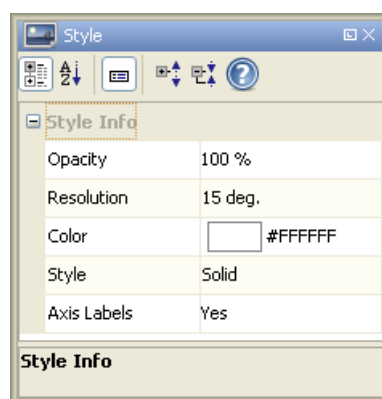 Style
Style Info
Opacity 100 %
Resolution 15 deg.
Color #FFFFFF
Style Solid
Axis Labels Yes
Style Info